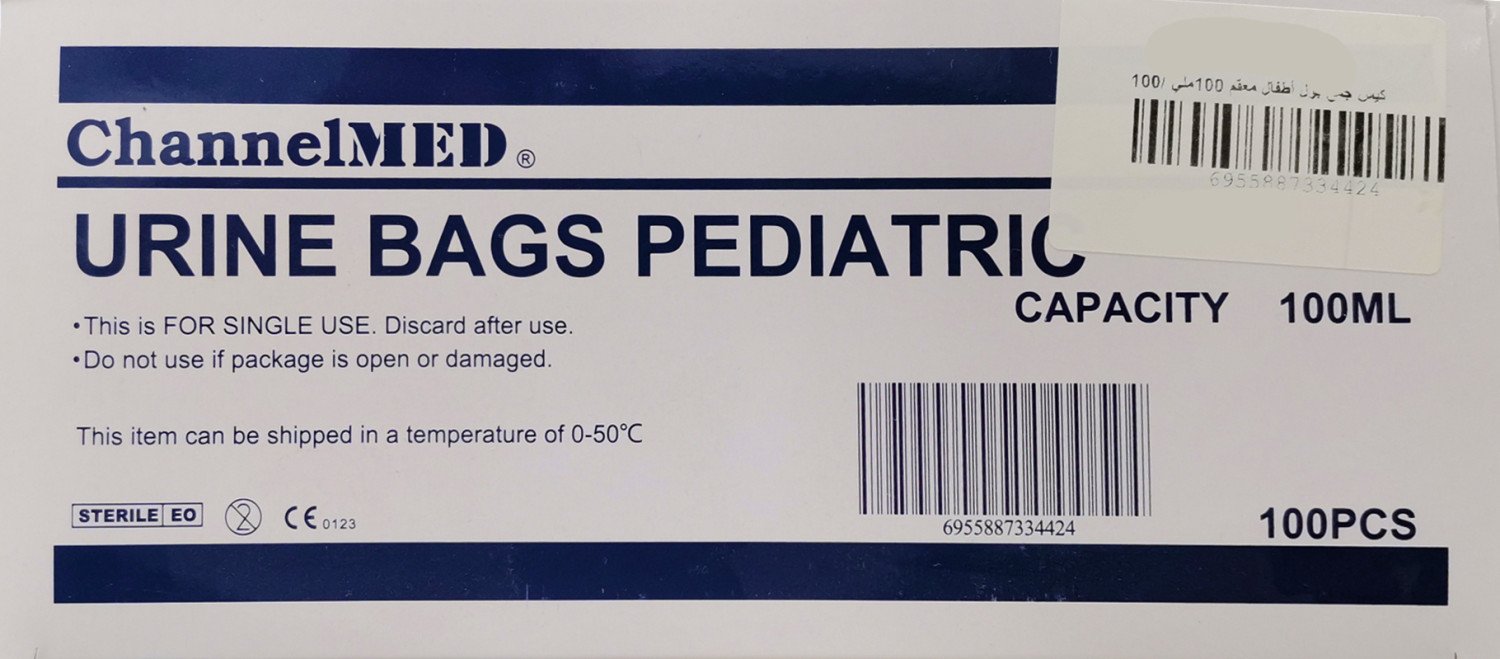 كيس جمع بول أطفال معقم 100ملي /100
6955887334424
ChannelMED®
URINE BAGS PEDIATRIC
CAPACITY 100ML
•This is FOR SINGLE USE. Discard after use.
•Do not use if package is open or damaged.
This item can be shipped in a temperature of 0-50℃
6955887334424
STERILE EO 2 CE 0123
100PCS